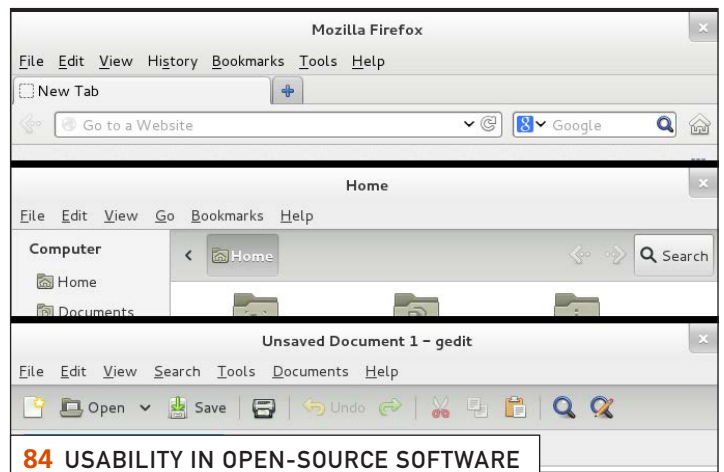 Mozilla Firefox
File Edit View History Bookmarks Tools Help
New Tab
Go to a Website Google
Home
File Edit View Go Bookmarks Help
Computer
Home Search
Home
Documents
Unsaved Document 1 – gedit
File Edit View Search Tools Documents Help
Open Save Undo
84 USABILITY IN OPEN-SOURCE SOFTWARE